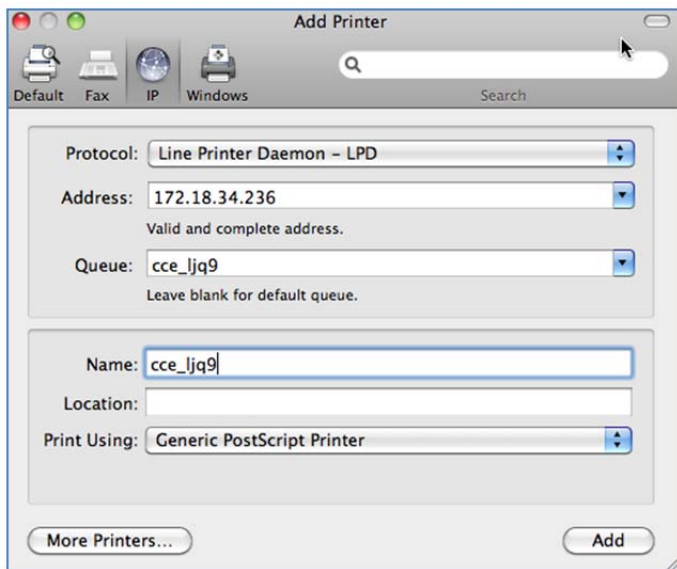 Add Printer
Default Fax IP Windows Search
Protocol: Line Printer Daemon – LPD
Address: 172.18.34.236
Valid and complete address.
Queue: cce_ljq9
Leave blank for default queue.
Name: cce_ljq9
Location:
Print Using: Generic PostScript Printer
More Printers... Add